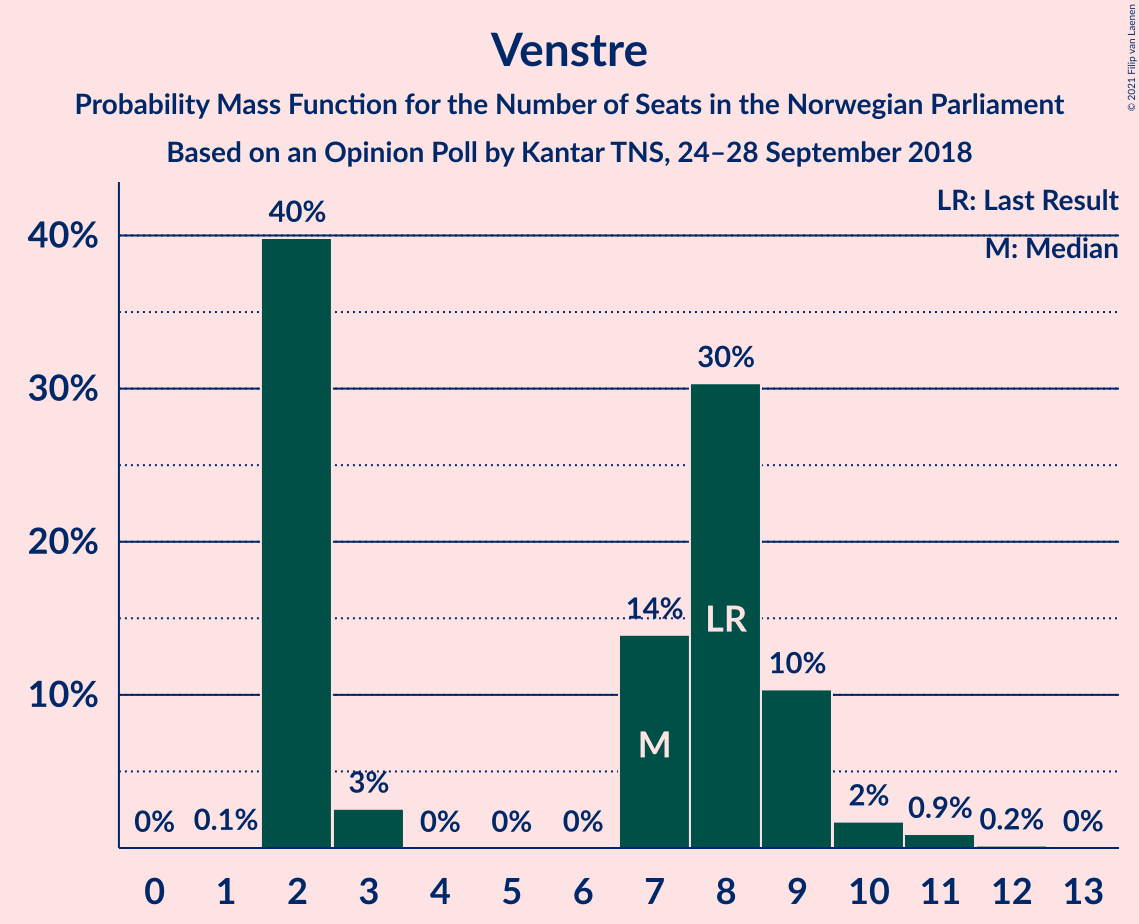 © 2021 Filip van Laenen
Venstre
Probability Mass Function for the Number of Seats in the Norwegian Parliament
Based on an Opinion Poll by Kantar TNS, 24–28 September 2018
LR: Last Result
M: Median
40%
30%
20%
10%
0%
0.1%
40%
3%
0%
0%
0%
14%
30%
10%
2%
0.9%
0.2%
0%
M
LR
0 1 2 3 4 5 6 7 8 9 10 11 12 13